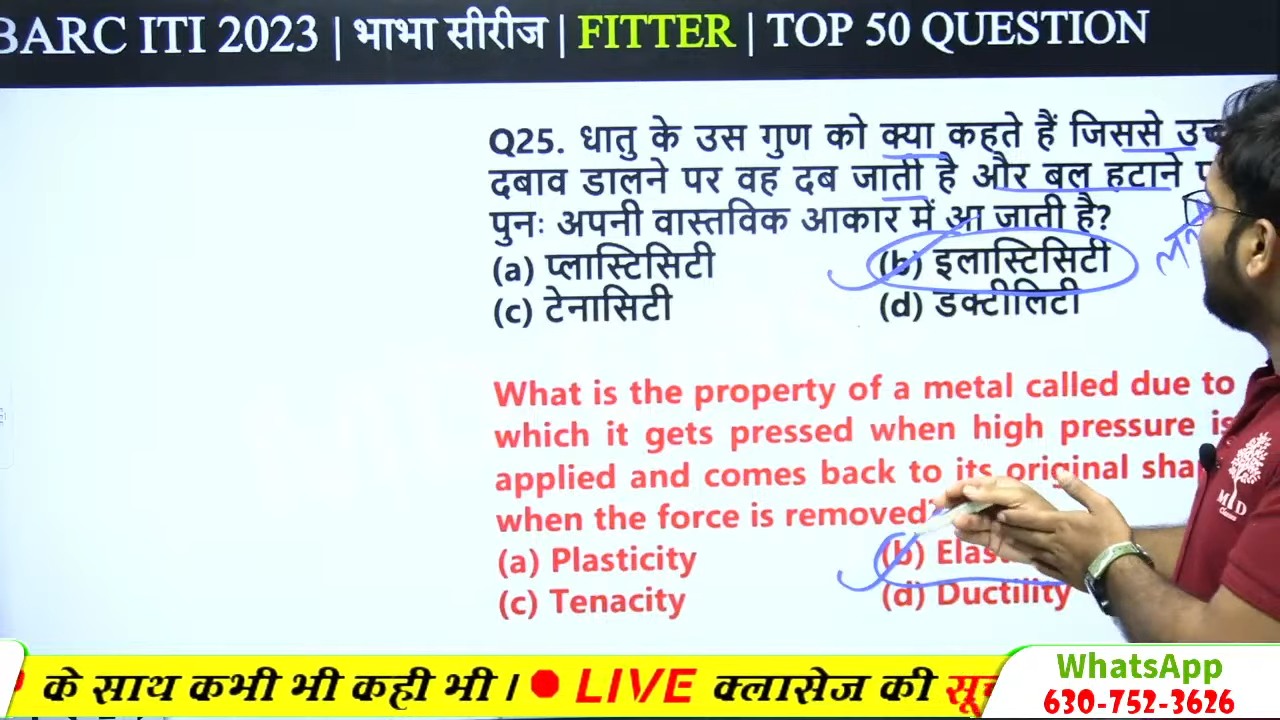 BARC ITI 2023 | भाभा सीरीज | FITTER | TOP 50 QUESTION
Q25. धातु के उस गुण को क्या कहते हैं जिससे
दबाव डालने पर वह दब जाती है और बल हटाने
पुनः अपनी वास्तविक आकार में आ जाती है?
(a) प्लास्टिसिटी (b) इलास्टिसिटी
(c) टेनासिटी (d) डक्टीलिटी
What is the property of a metal called due to
which it gets pressed when high pressure is
applied and comes back to its original
when the force is removed?
(a) Plasticity (b)
(c) Tenacity (d) Ductility
के साथ कभी भी कही भी । LIVE क्लासेज की
WhatsApp
630-752-3626